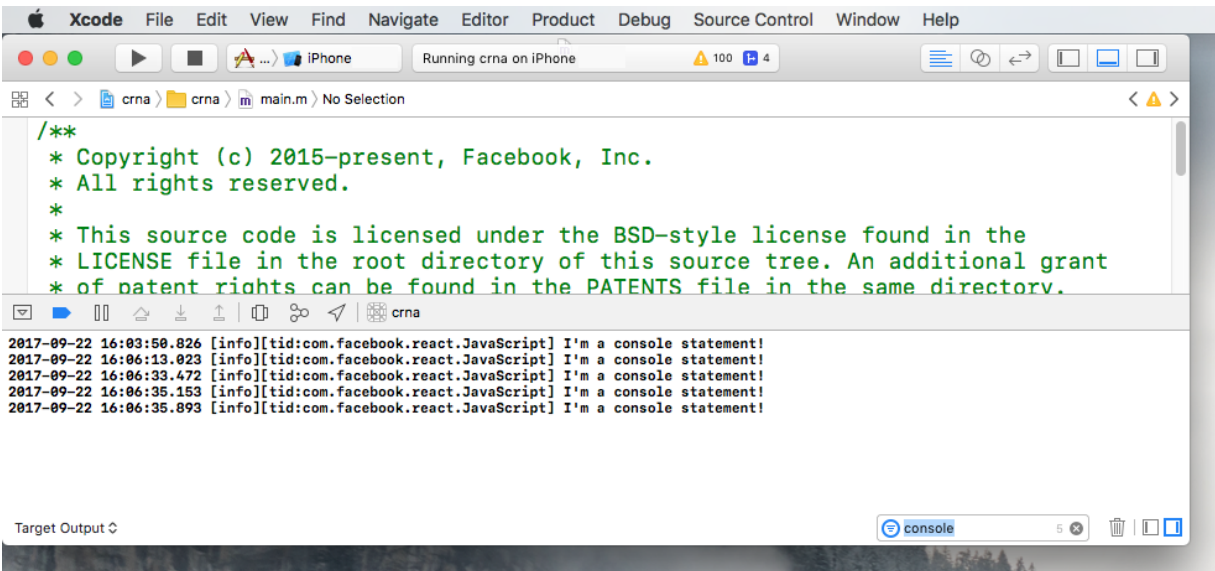 Xcode File Edit View Find Navigate Editor Product Debug Source Control Window Help
...〉 iPhone Running crna on iPhone 100 4
crna 〉 crna 〉 m main.m 〉 No Selection
/**
* Copyright (c) 2015-present, Facebook, Inc.
* All rights reserved.
*
* This source code is licensed under the BSD-style license found in the
* LICENSE file in the root directory of this source tree. An additional grant
* of patent rights can be found in the PATENTS file in the same directory.
crna
2017-09-22 16:03:50.826 [info][tid:com.facebook.react.JavaScript] I'm a console statement!
2017-09-22 16:06:13.023 [info][tid:com.facebook.react.JavaScript] I'm a console statement!
2017-09-22 16:06:33.472 [info][tid:com.facebook.react.JavaScript] I'm a console statement!
2017-09-22 16:06:35.153 [info][tid:com.facebook.react.JavaScript] I'm a console statement!
2017-09-22 16:06:35.893 [info][tid:com.facebook.react.JavaScript] I'm a console statement!
Target Output console 5